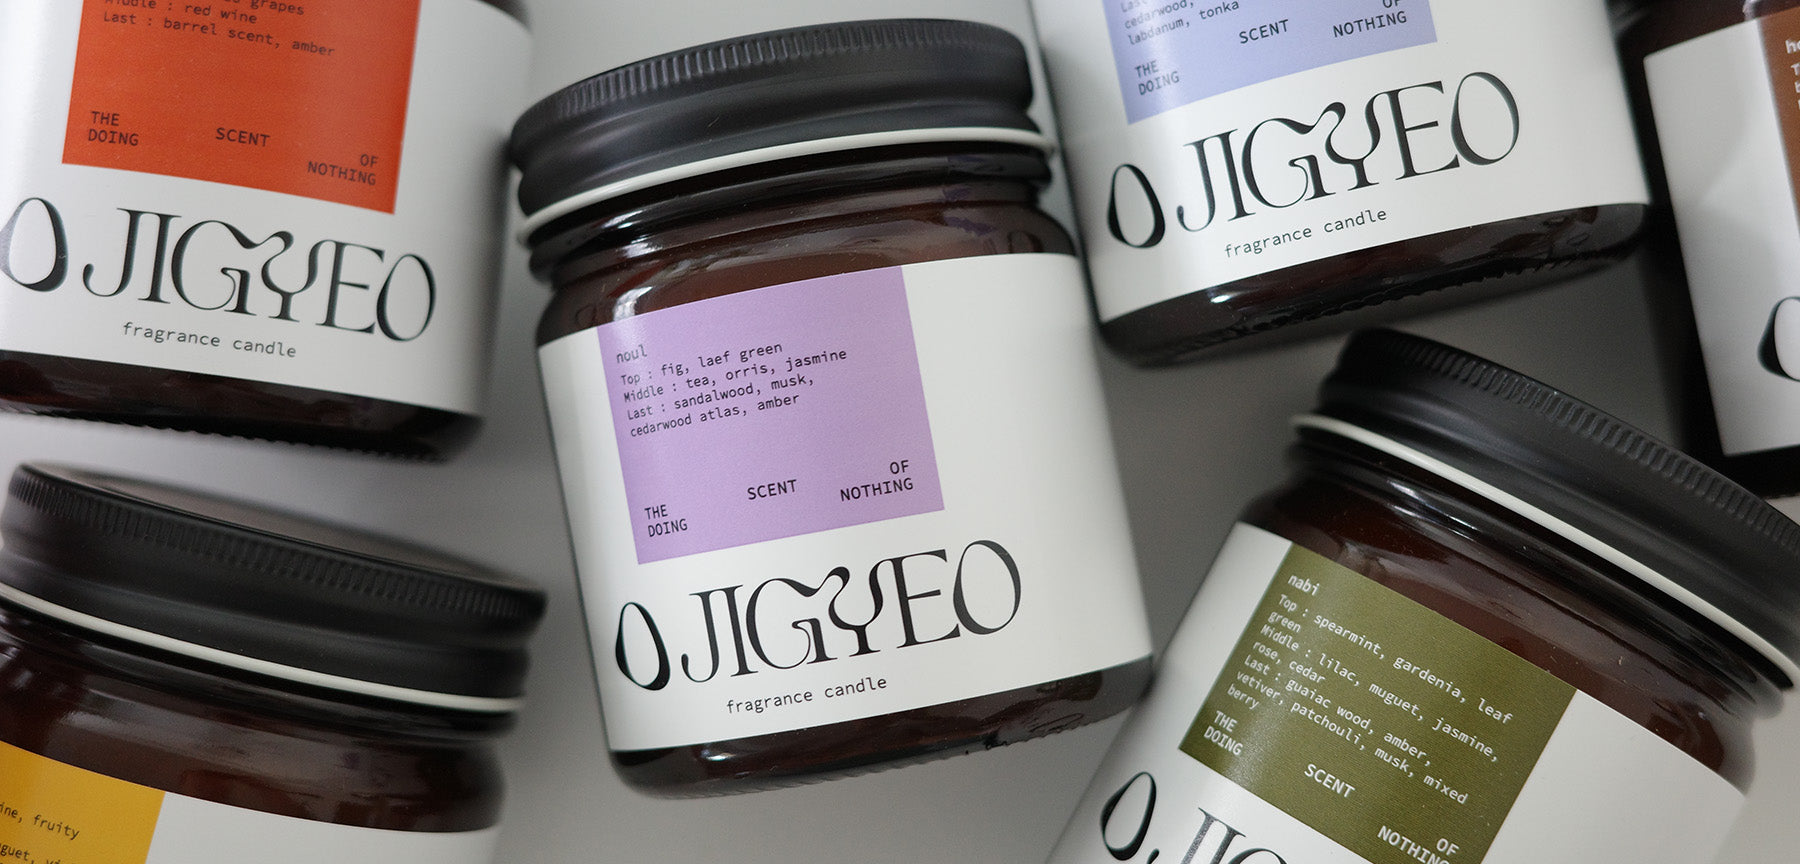 grapes
Middle : red wine
Last : barrel scent, amber
THE
DOING
SCENT
OF
NOTHING
O JIGYEO
fragrance candle
cedarwood,
labdanum, tonka
THE
DOING
SCENT
OF
NOTHING
O JIGYEO
fragrance candle
noul
Top : fig, laef green
Middle : tea, orris, jasmine
Last : sandalwood, musk,
cedarwood atlas, amber
THE
DOING
SCENT
OF
NOTHING
O JIGYEO
fragrance candle
nabi
Top : spearmint, gardenia, leaf
green
Middle : lilac, muguet, jasmine,
rose, cedar
Last : guaiac wood, amber,
vetiver, patchouli, musk, mixed
berry
THE
DOING
SCENT
OF
NOTHING
O JIG
fruity